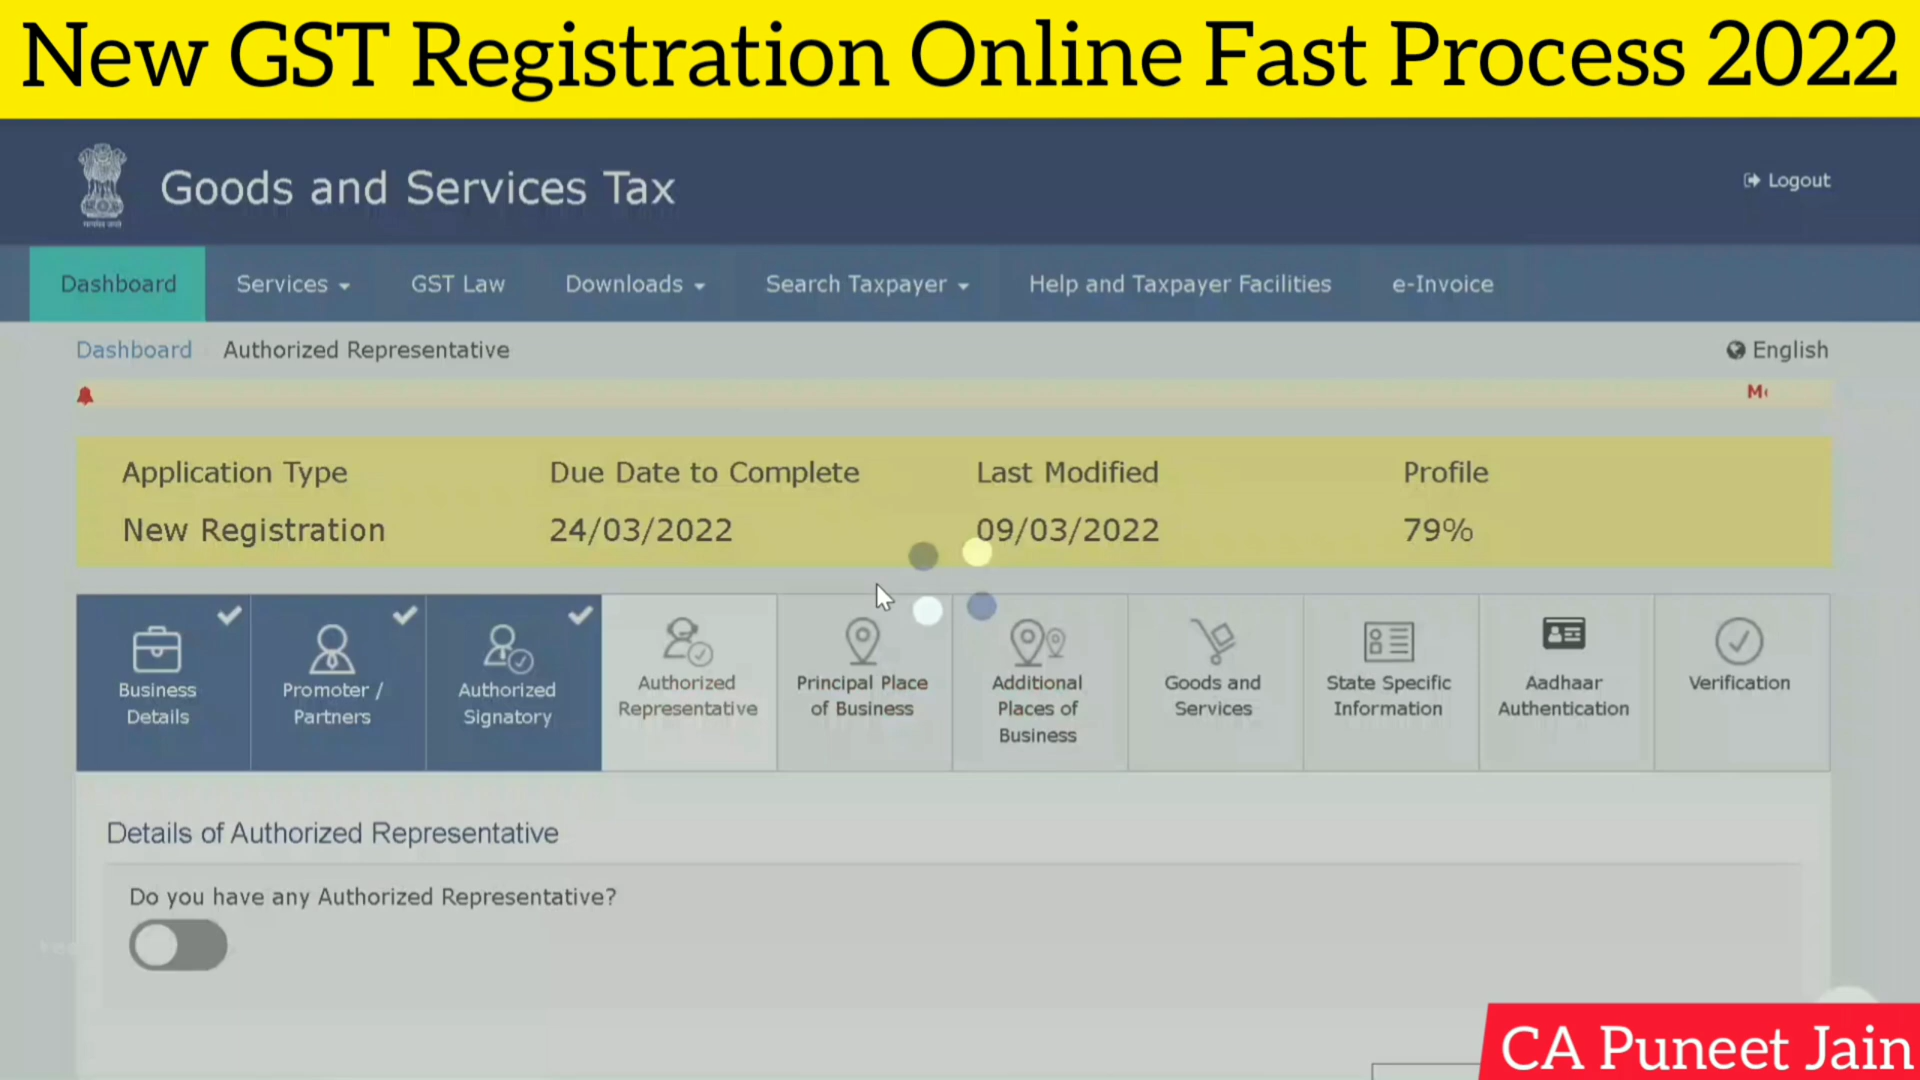 New GST Registration Online Fast Process 2022
Goods and Services Tax
Logout
Dashboard Services GST Law Downloads Search Taxpayer Help and Taxpayer Facilities e-Invoice
Dashboard Authorized Representative
English
Application Type Due Date to Complete Last Modified Profile
New Registration 24/03/2022 09/03/2022 79%
Business Details
Promoter / Partners
Authorized Signatory
Authorized Representative
Principal Place of Business
Additional Places of Business
Goods and Services
State Specific Information
Aadhaar Authentication
Verification
Details of Authorized Representative
Do you have any Authorized Representative?
CA Puneet Jain